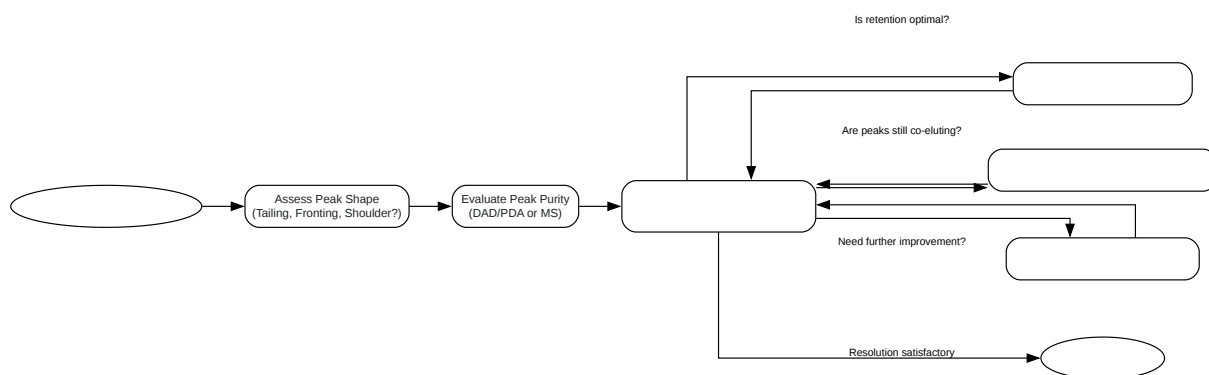 Is retention optimal?
Are peaks still co-eluting?
Assess Peak Shape
(Tailing, Fronting, Shoulder?)
Evaluate Peak Purity
(DAD/PDA or MS)
Need further improvement?
Resolution satisfactory